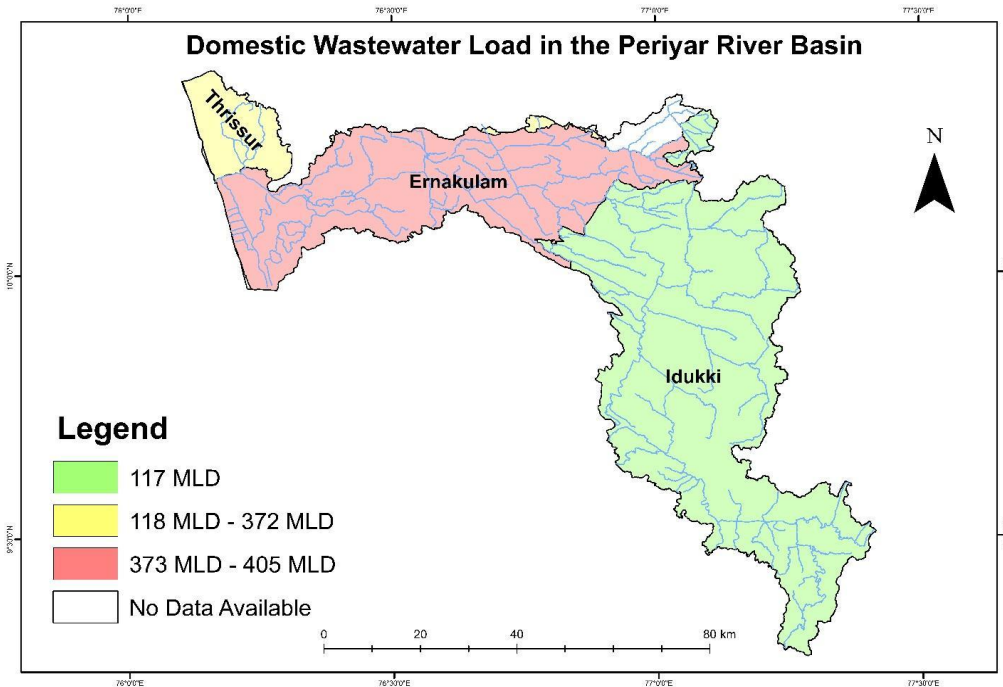 76°0'0"E 76°30'0"E 77°0'0"E 77°30'0"E
Domestic Wastewater Load in the Periyar River Basin
Thrissur
N
Ernakulam
10°0'0"N
Idukki
Legend
117 MLD
118 MLD - 372 MLD
373 MLD - 405 MLD
No Data Available
9°30'0"N
0 20 40 80 km
76°0'0"E 76°30'0"E 77°0'0"E 77°30'0"E